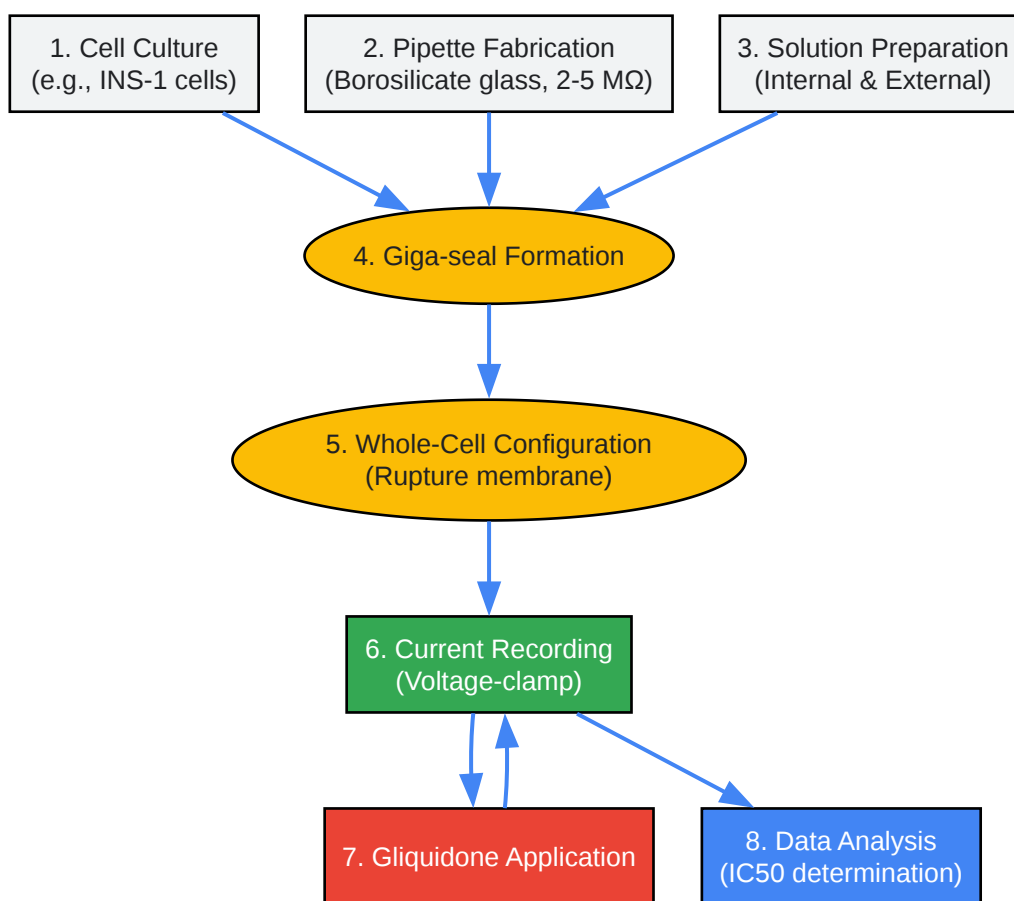 1. Cell Culture
(e.g., INS-1 cells)
2. Pipette Fabrication
(Borosilicate glass, 2-5 MΩ)
3. Solution Preparation
(Internal & External)
4. Giga-seal Formation
5. Whole-Cell Configuration
(Rupture membrane)
6. Current Recording
(Voltage-clamp)
7. Gliquidone Application
8. Data Analysis
(IC50 determination)